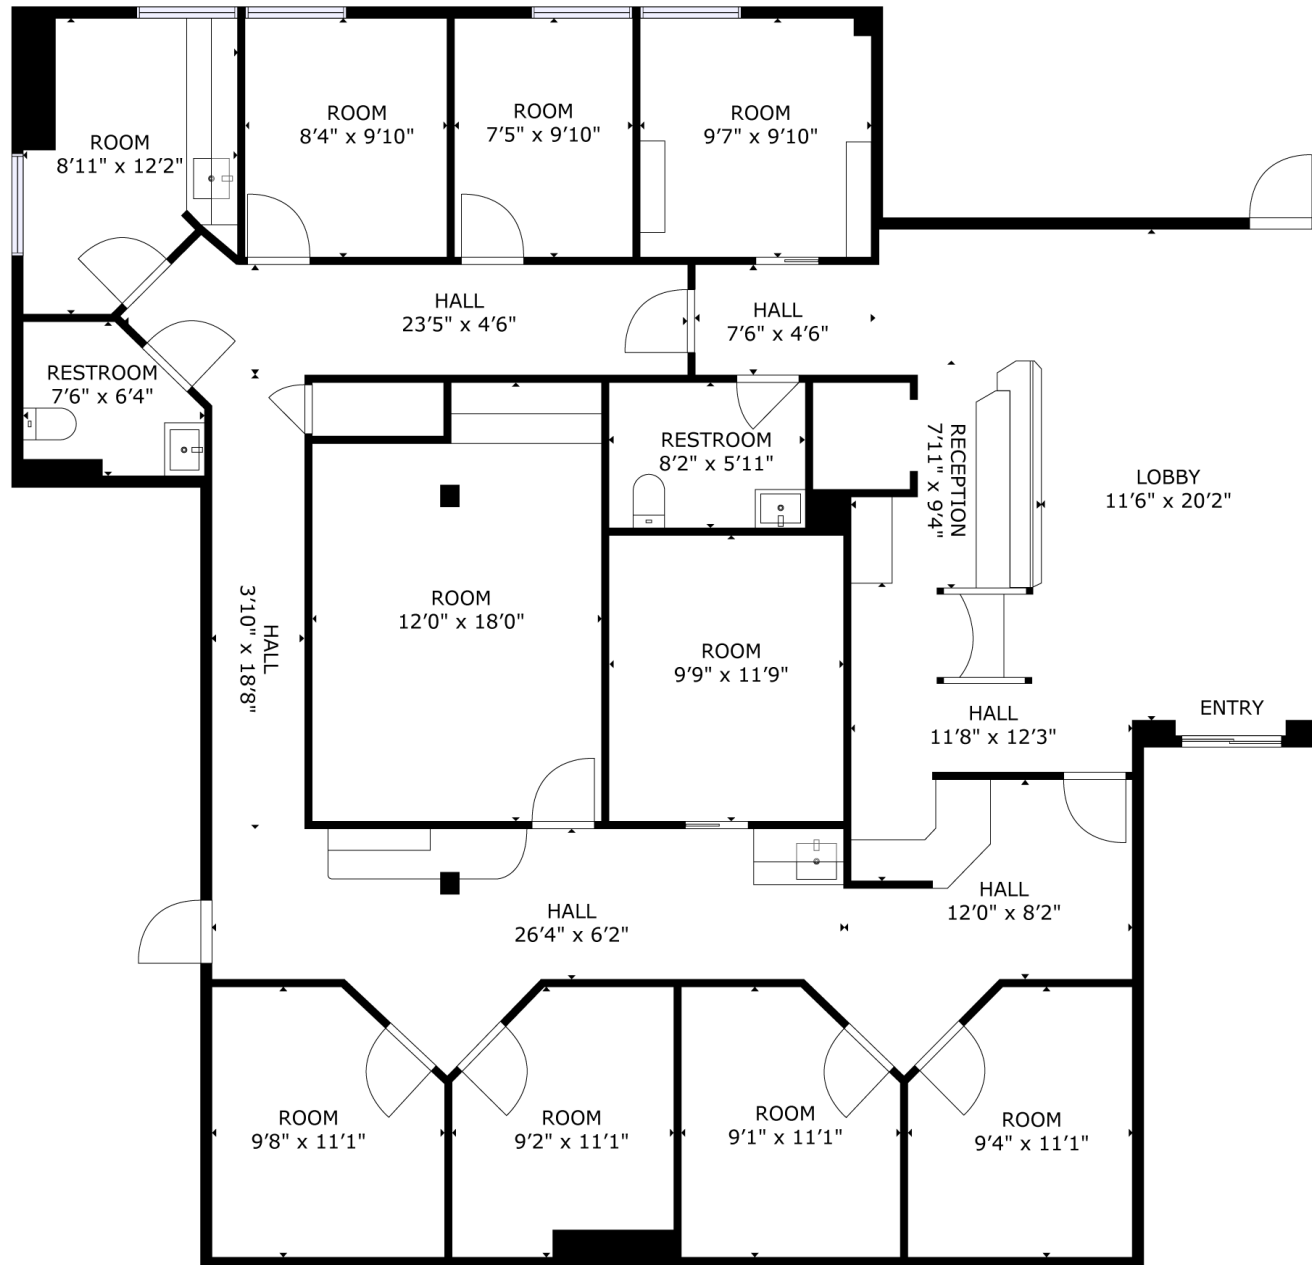 ROOM
8'11" x 12'2"
ROOM
8'4" x 9'10"
ROOM
7'5" x 9'10"
ROOM
9'7" x 9'10"
HALL
23'5" x 4'6"
HALL
7'6" x 4'6"
RESTROOM
7'6" x 6'4"
RESTROOM
8'2" x 5'11"
RECEPTION
7'11" x 9'4"
LOBBY
11'6" x 20'2"
HALL
3'10" x 18'8"
ROOM
12'0" x 18'0"
ROOM
9'9" x 11'9"
HALL
11'8" x 12'3"
ENTRY
HALL
26'4" x 6'2"
HALL
12'0" x 8'2"
ROOM
9'8" x 11'1"
ROOM
9'2" x 11'1"
ROOM
9'1" x 11'1"
ROOM
9'4" x 11'1"